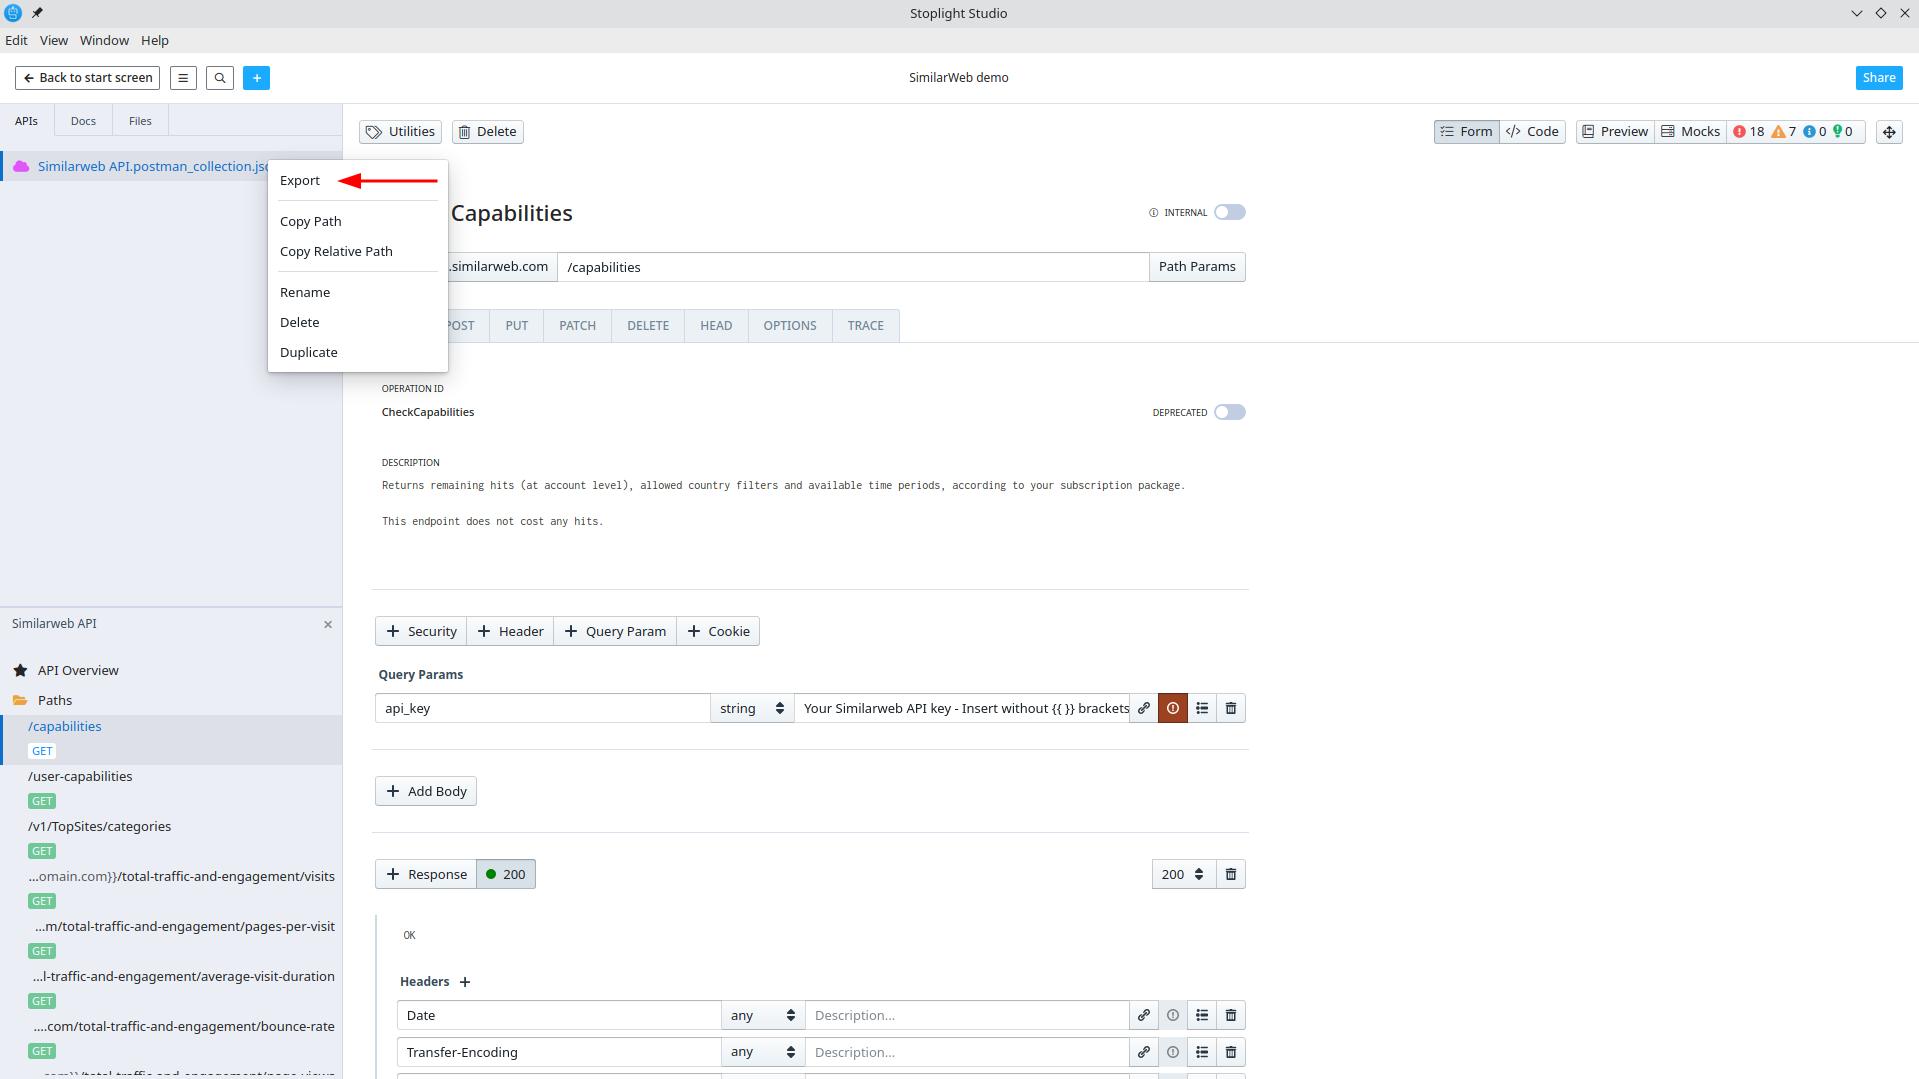 Stoplight Studio
Edit View Window Help
Back to start screen
SimilarWeb demo
Share
APIs Docs Files
Utilities Delete
Form Code Preview Mocks 18 7 0 0
Similarweb API.postman_collection.jsc
Export
Copy Path
Copy Relative Path
Rename
Delete
Duplicate
Capabilities
INTERNAL
.similarweb.com /capabilities Path Params
POST PUT PATCH DELETE HEAD OPTIONS TRACE
OPERATION ID
CheckCapabilities
DEPRECATED
DESCRIPTION
Returns remaining hits (at account level), allowed country filters and available time periods, according to your subscription package.
This endpoint does not cost any hits.
Security Header Query Param Cookie
Query Params
api_key string Your Similarweb API key - Insert without {{ }} brackets
Add Body
Response 200 200
OK
Headers
Date any Description...
Transfer-Encoding any Description...
Similarweb API
API Overview
Paths
/capabilities
GET
/user-capabilities
GET
/v1/TopSites/categories
GET
...omain.com}}/total-traffic-and-engagement/visits
GET
...m/total-traffic-and-engagement/pages-per-visit
GET
...l-traffic-and-engagement/average-visit-duration
GET
....com/total-traffic-and-engagement/bounce-rate
GET